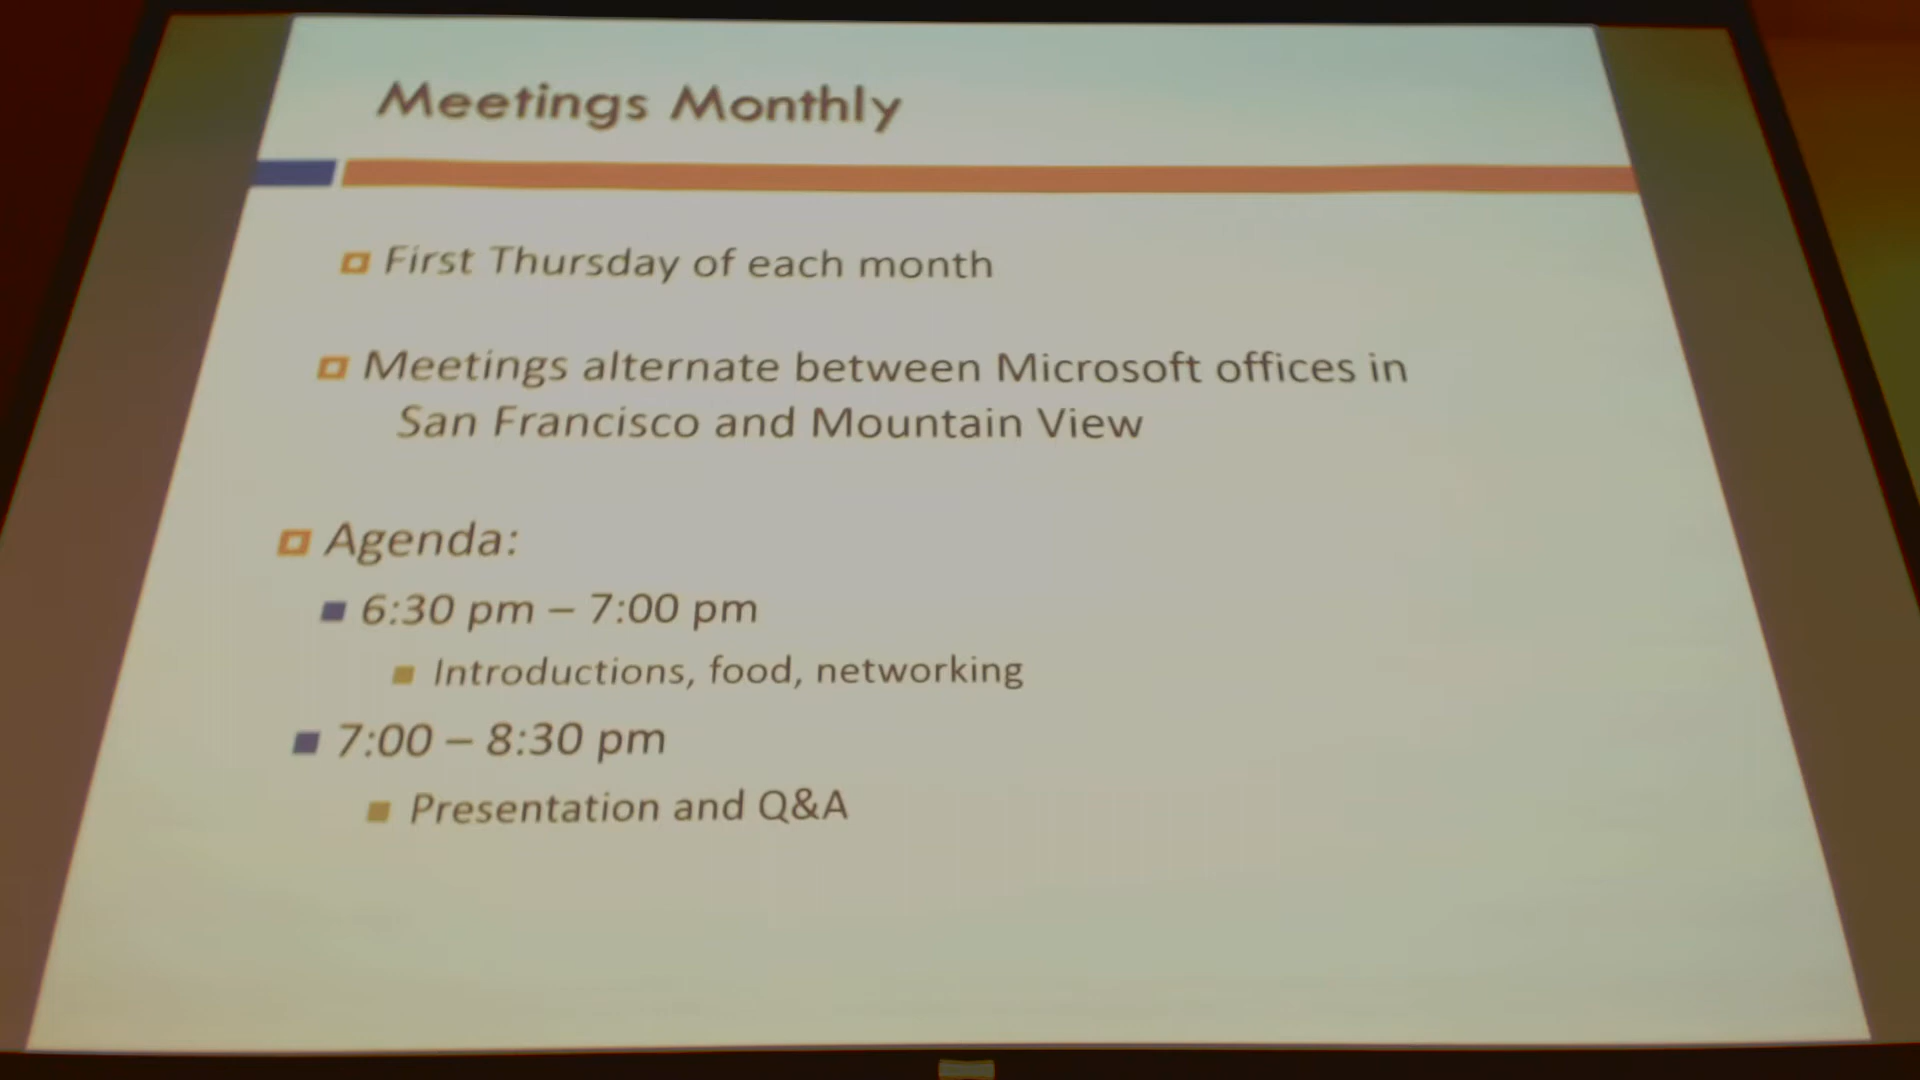 Meetings Monthly
First Thursday of each month
Meetings alternate between Microsoft offices in
San Francisco and Mountain View
Agenda:
6:30 pm – 7:00 pm
Introductions, food, networking
7:00 – 8:30 pm
Presentation and Q&A